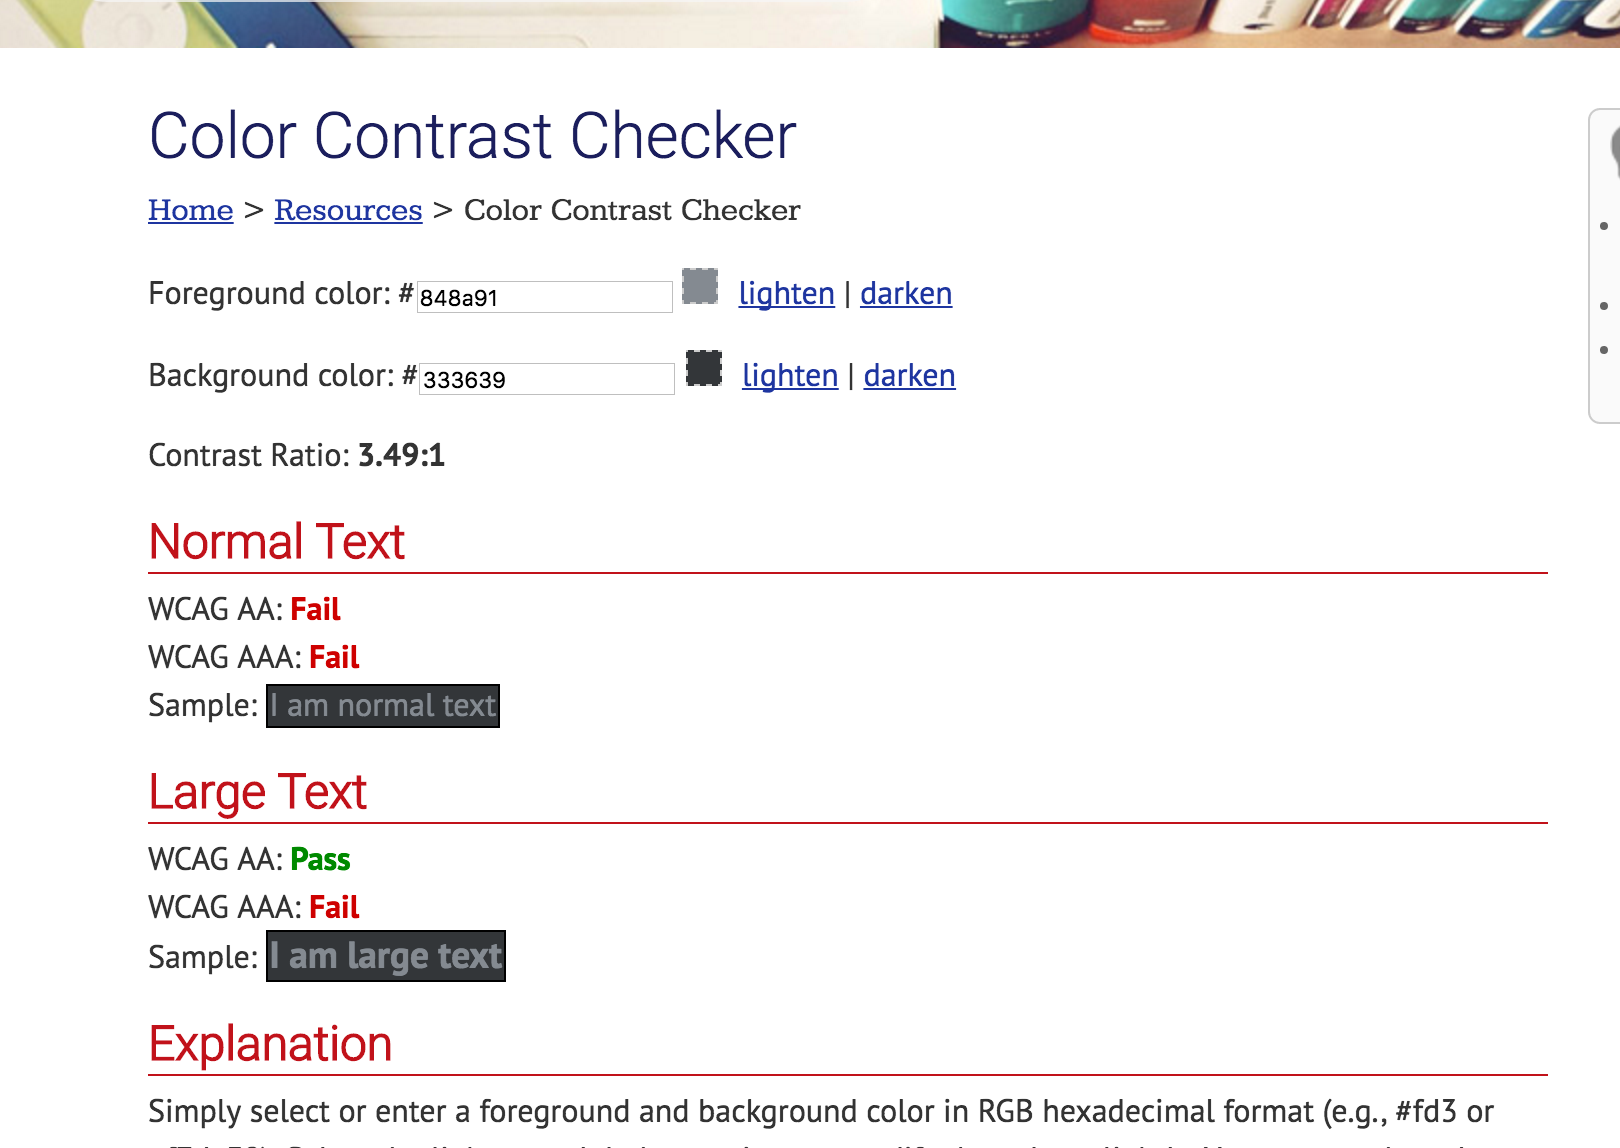 Color Contrast Checker
Home > Resources > Color Contrast Checker
Foreground color: #848a91 lighten | darken
Background color: #333639 lighten | darken
Contrast Ratio: 3.49:1
Normal Text
WCAG AA: Fail
WCAG AAA: Fail
Sample: I am normal text
Large Text
WCAG AA: Pass
WCAG AAA: Fail
Sample: I am large text
Explanation
Simply select or enter a foreground and background color in RGB hexadecimal format (e.g., #fd3 or